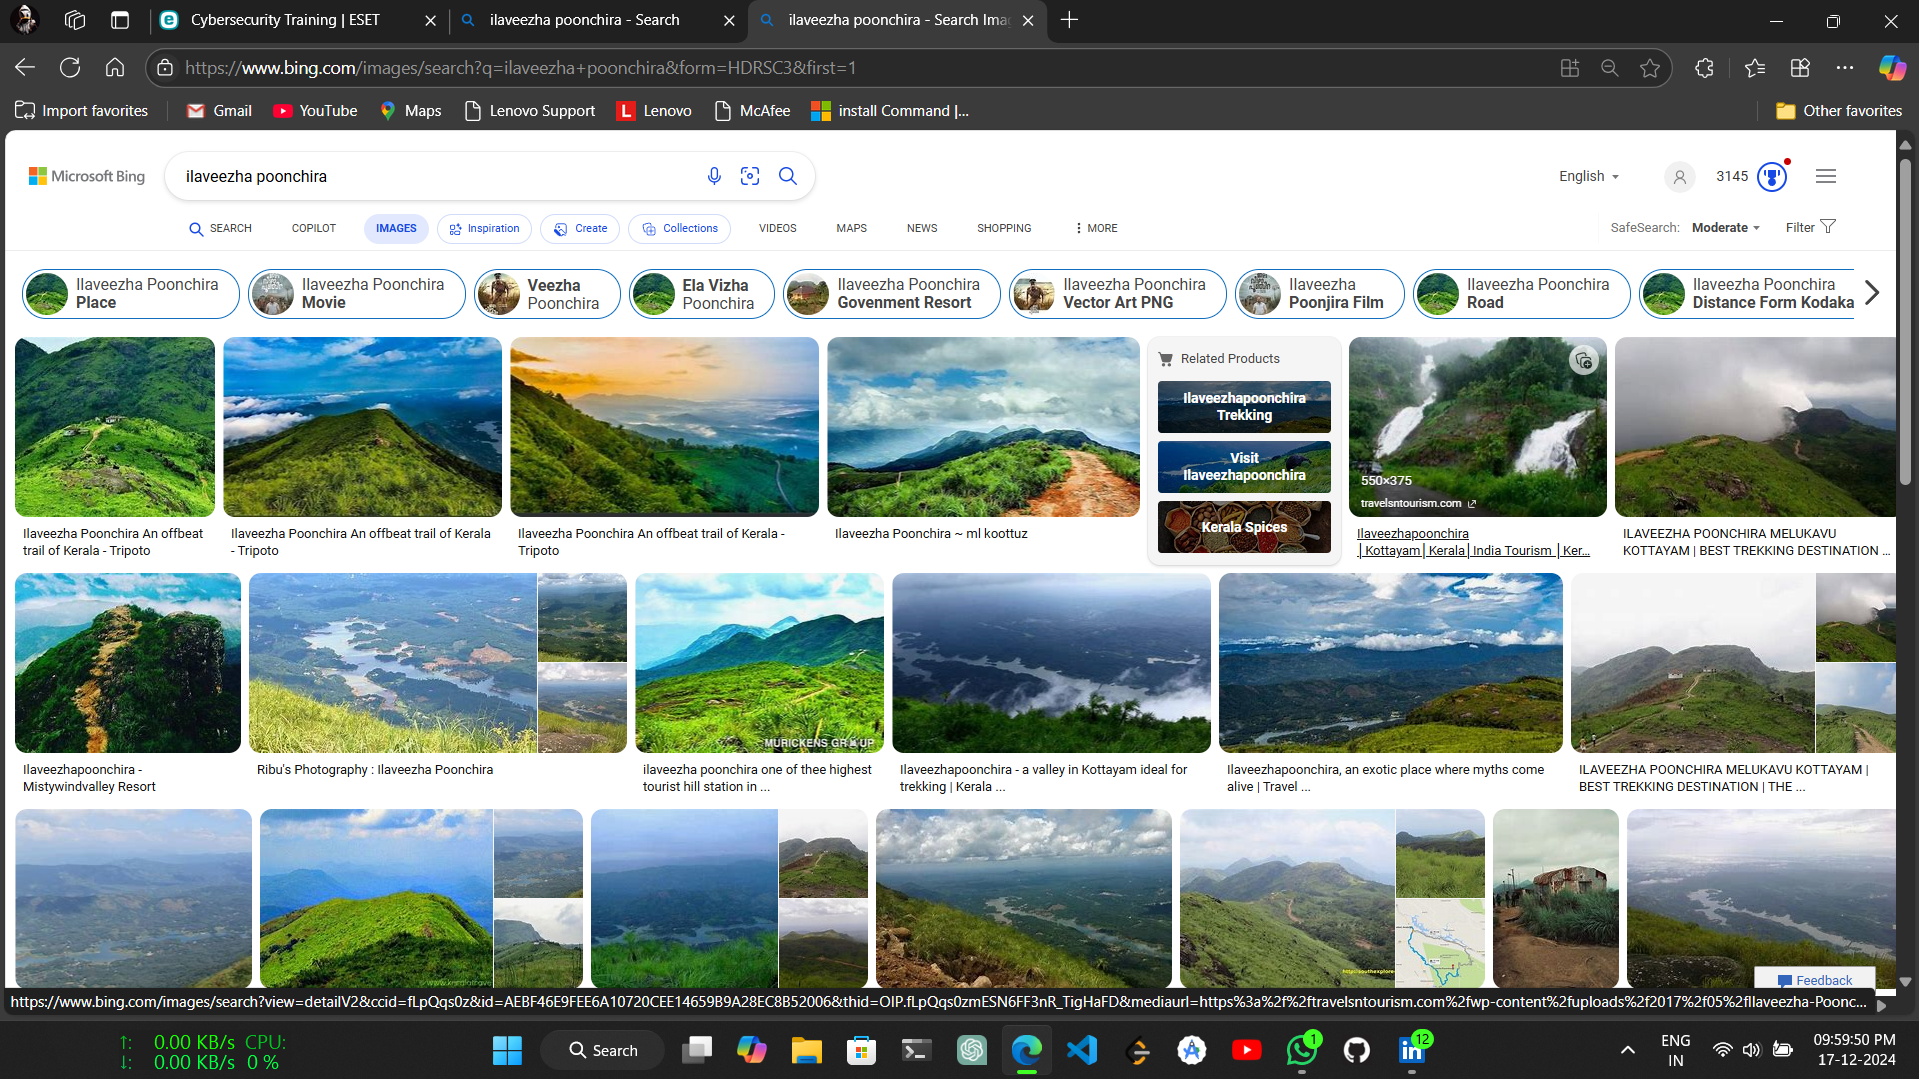 Cybersecurity Training | ESET
ilaveezha poonchira - Search
ilaveezha poonchira - Search Ima
https://www.bing.com/images/search?q=ilaveezha+poonchira&form=HDRSC3&first=1
Import favorites
Gmail
YouTube
Maps
Lenovo Support
Lenovo
McAfee
install Command |...
Other favorites
Microsoft Bing
ilaveezha poonchira
English
3145
SEARCH
COPILOT
IMAGES
Inspiration
Create
Collections
VIDEOS
MAPS
NEWS
SHOPPING
MORE
SafeSearch: Moderate
Filter
Ilaveezha Poonchira
Place
Ilaveezha Poonchira
Movie
Veezha
Poonchira
Ela Vizha
Poonchira
Ilaveezha Poonchira
Govenment Resort
Ilaveezha Poonchira
Vector Art PNG
Ilaveezha
Poonjira Film
Ilaveezha Poonchira
Road
Ilaveezha Poonchira
Distance Form Kodaka
Ilaveezha Poonchira An offbeat
trail of Kerala - Tripoto
Ilaveezha Poonchira An offbeat trail of Kerala
- Tripoto
Ilaveezha Poonchira An offbeat trail of Kerala -
Tripoto
Ilaveezha Poonchira ~ ml koottuz
Related Products
Ilaveezhapoonchira
Trekking
Visit
Ilaveezhapoonchira
Kerala Spices
550×375
travelsntourism.com
Ilaveezhapoonchira
│Kottayam│Kerala│India Tourism │Ker...
ILAVEEZHA POONCHIRA MELUKAVU
KOTTAYAM | BEST TREKKING DESTINATION ...
Ilaveezhapoonchira -
Mistywindvalley Resort
Ribu's Photography : Ilaveezha Poonchira
MURICKENS GROUP
ilaveezha poonchira one of thee highest
tourist hill station in ...
Ilaveezhapoonchira - a valley in Kottayam ideal for
trekking | Kerala ...
Ilaveezhapoonchira, an exotic place where myths come
alive | Travel ...
ILAVEEZHA POONCHIRA MELUKAVU KOTTAYAM |
BEST TREKKING DESTINATION | THE ...
Feedback
https://www.bing.com/images/search?view=detailV2&ccid=fLpQqs0z&id=AEBF46E9FEE6A10720CEE14659B9A28EC8B52006&thid=OIP.fLpQqs0zmESN6FF3nR_TigHaFD&mediaurl=https%3a%2f%2ftravelsntourism.com%2fwp-content%2fuploads%2f2017%2f05%2fIlaveezha-Poonc...
↑: 0.00 KB/s CPU:
↓: 0.00 KB/s 0 %
Search
1
12
ENG
IN
09:59:50 PM
17-12-2024